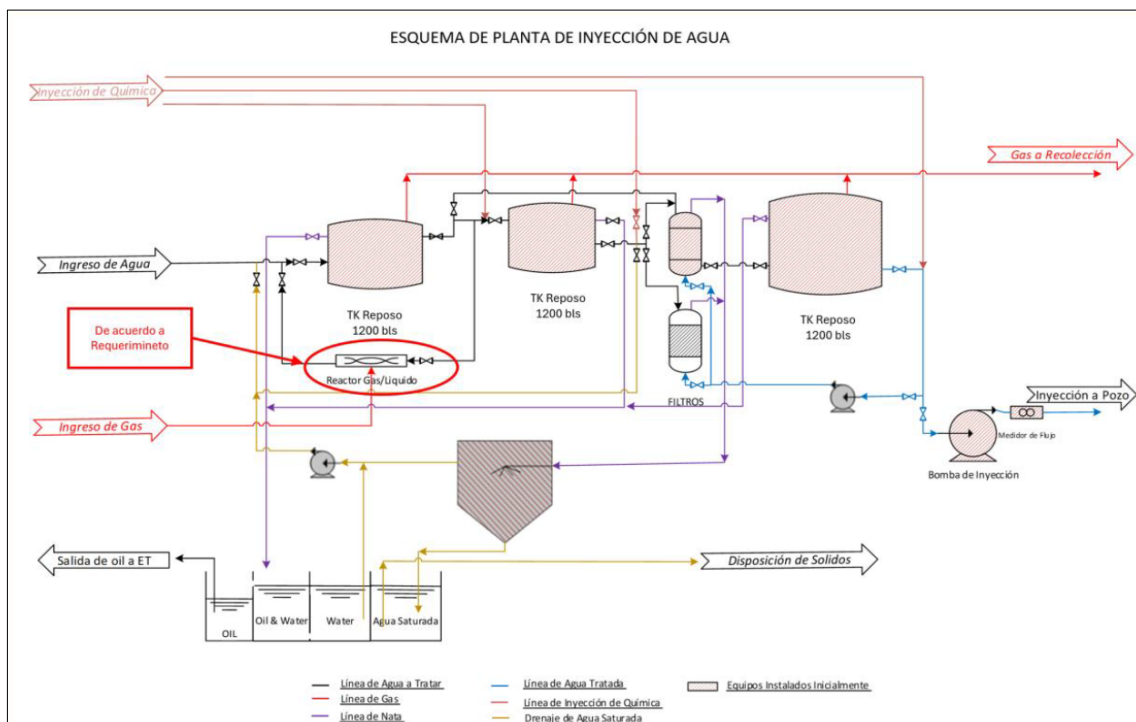 ESQUEMA DE PLANTA DE INYECCIÓN DE AGUA
Inyección de Química
Gas a Recolección
Ingreso de Agua
TK Reposo
1200 bls
TK Reposo
1200 bls
TK Reposo
1200 bls
De acuerdo a
Requerimineto
Reactor Gas/Liquido
FILTROS
Ingreso de Gas
Inyección a Pozo
Medidor de Flujo
Bomba de Inyección
Salida de oil a ET
Disposición de Solidos
OIL
Oil & Water
Water
Agua Saturada
Línea de Agua a Tratar
Línea de Gas
Línea de Nata
Línea de Agua Tratada
Línea de Inyección de Química
Drenaje de Agua Saturada
Equipos Instalados Inicialmente